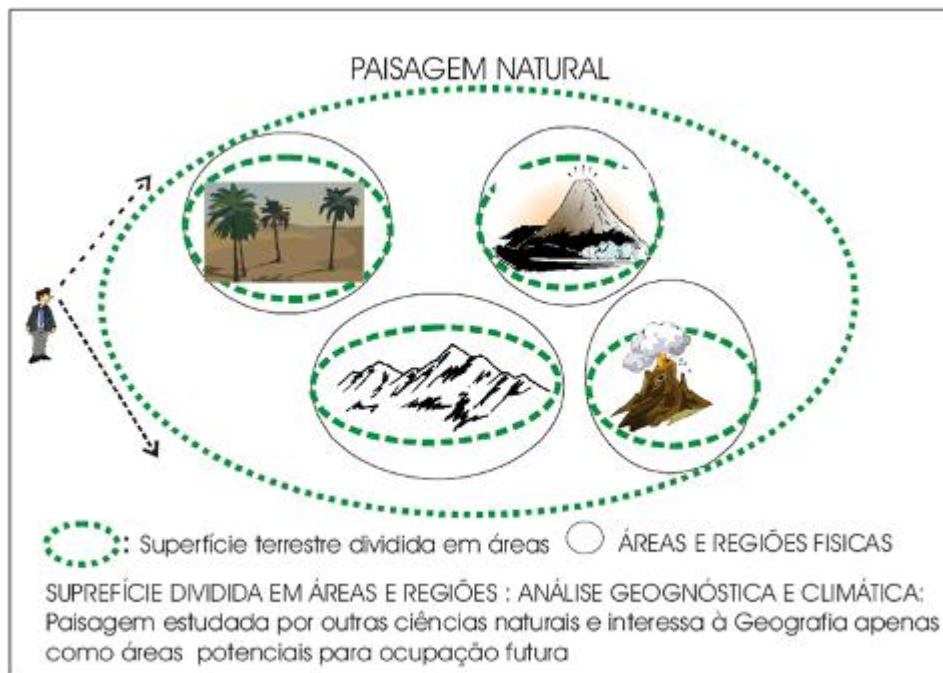 PAISAGEM NATURAL
: Superfície terrestre dividida em áreas
ÁREAS E REGIÕES FISICAS
SUPREFÍCIE DIVIDIDA EM ÁREAS E REGIÕES : ANÁLISE GEOGNÓSTICA E CLIMÁTICA:
Paisagem estudada por outras ciências naturais e interessa à Geografia apenas
como áreas potenciais para ocupação futura